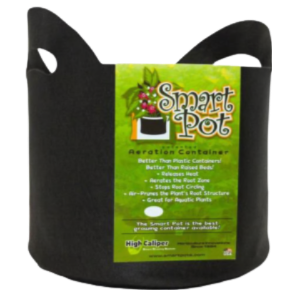 Smart
Pot
Aeration Container
Better Than Plastic Containers!
Better Than Raised Beds!
• Releases Heat
• Aerates the Root Zone
• Stops Root Circling
• Air-Prunes the Plant's Root Structure
• Great for Aquatic Plants
The Smart Pot is the best
growing container available
High Caliper